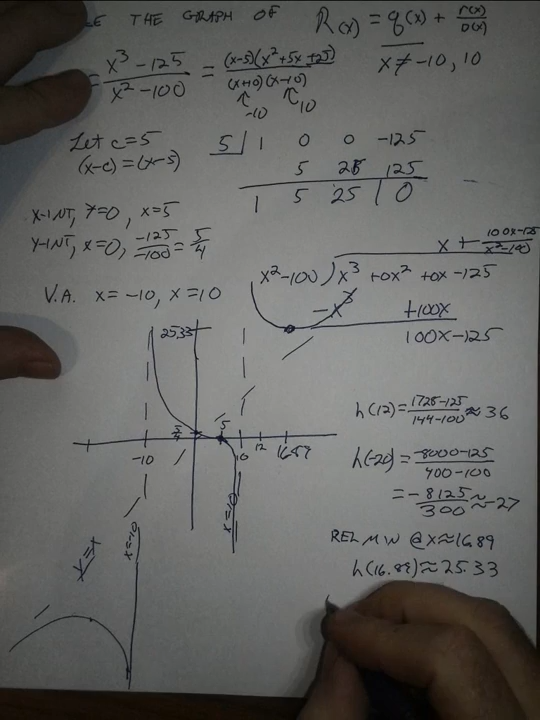 THE GRAPH OF R(x) = q(x) + r(x)/D(x)
= x³ - 125 / x² - 100 = (x-5)(x²+5x+25) / (x+10)(x-10)
x ≠ -10, 10
-10 10
Let c = 5
(x-c) = (x-5)
5 | 1 0 0 -125
5 25 125
1 5 25 | 0
X-INT, y=0, x=5
Y-INT, x=0, -125/-100 = 5/4
V.A. x = -10, x = 10
x + 100x-125/x²-100
x²-100 ) x³ + 0x² + 0x - 125
-x³ +100x
100x - 125
25.33
5/4
-10 5 10 12 16.89
x=-10
x=10
y=x
h(12) = 1728-125/144-100 ≈ 36
h(-20) = -8000-125/400-100
= -8125/300 ≈ -27
REL MIN @ x ≈ 16.89
h(16.89) ≈ 25.33